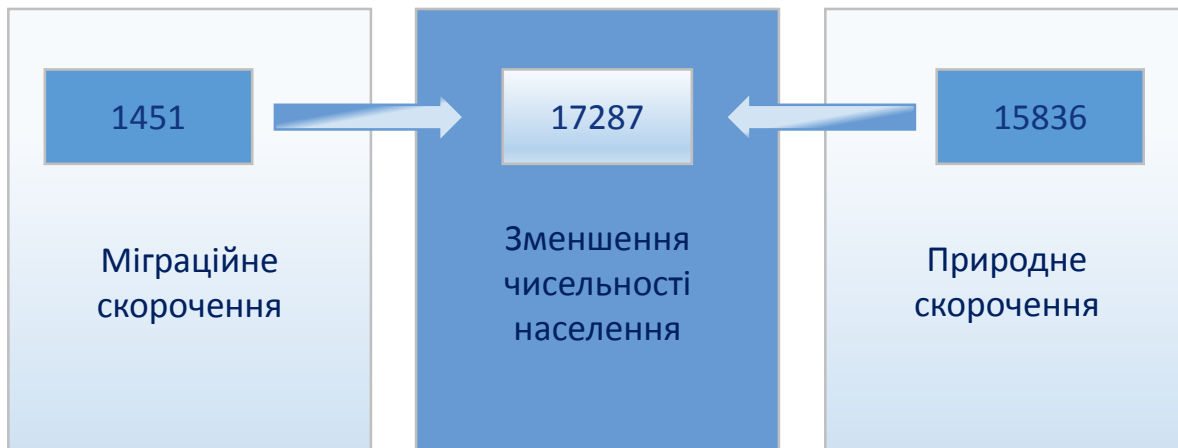 1451
Міграційне
скорочення
17287
Зменшення
чисельності
населення
15836
Природне
скорочення